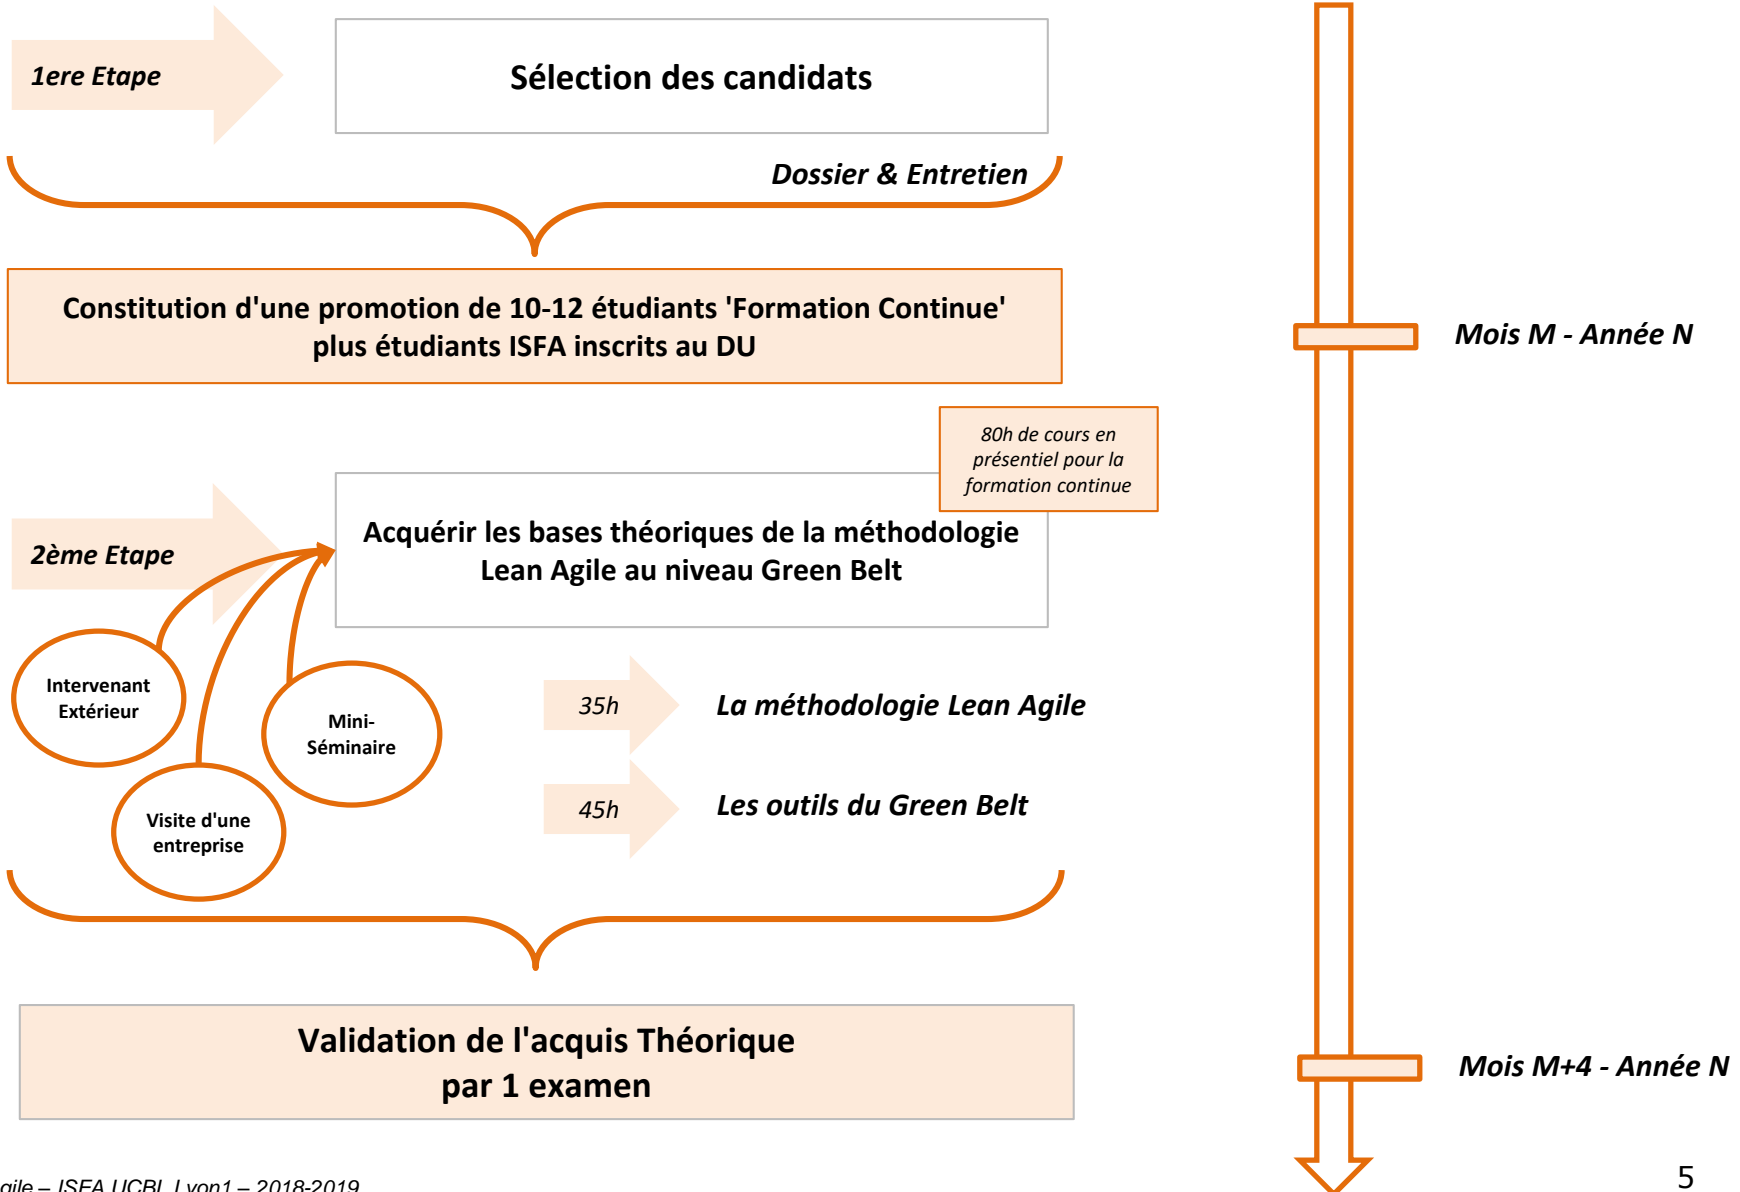 1ere Etape
Sélection des candidats
Dossier & Entretien
Constitution d'une promotion de 10-12 étudiants 'Formation Continue'
plus étudiants ISFA inscrits au DU
Mois M - Année N
80h de cours en
présentiel pour la
formation continue
2ème Etape
Acquérir les bases théoriques de la méthodologie
Lean Agile au niveau Green Belt
Intervenant
Extérieur
Mini-
Séminaire
Visite d'une
entreprise
35h
La méthodologie Lean Agile
45h
Les outils du Green Belt
Validation de l'acquis Théorique
par 1 examen
Mois M+4 - Année N
gile – ISFA UCBL Lyon1 – 2018-2019
5